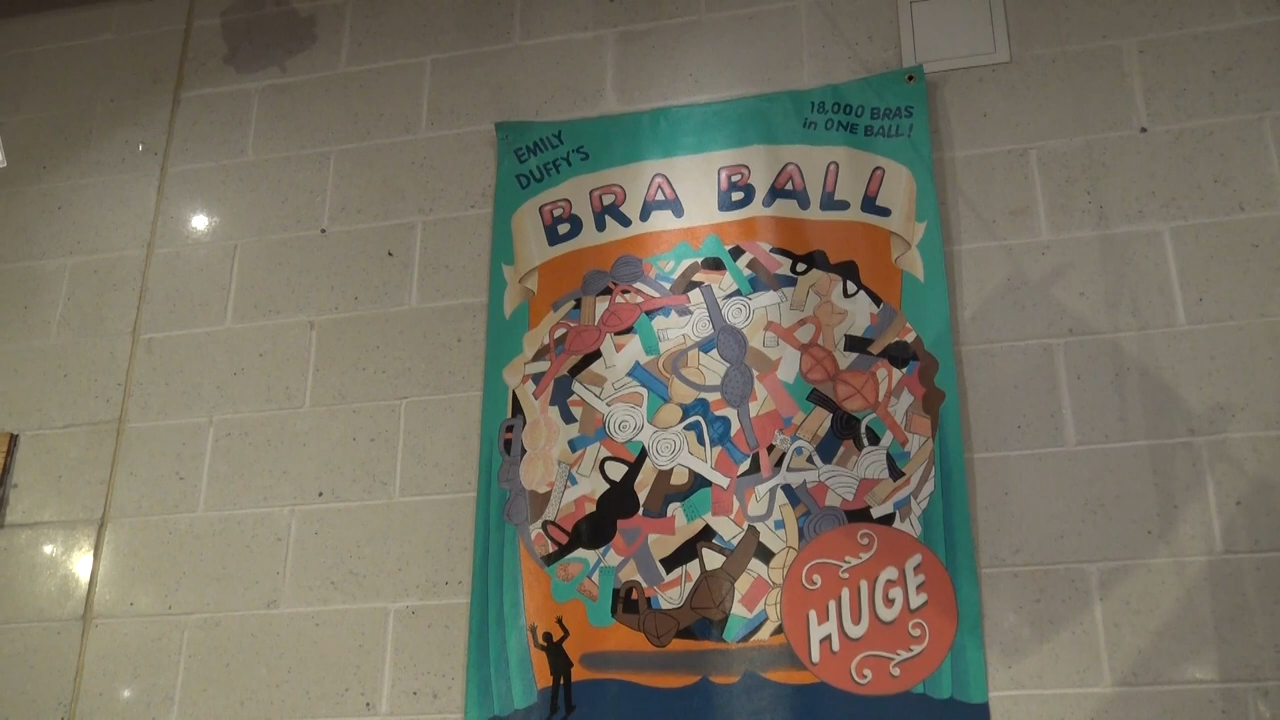 EMILY
DUFFY'S
18,000 BRAS
in ONE BALL!
BRA BALL
HUGE